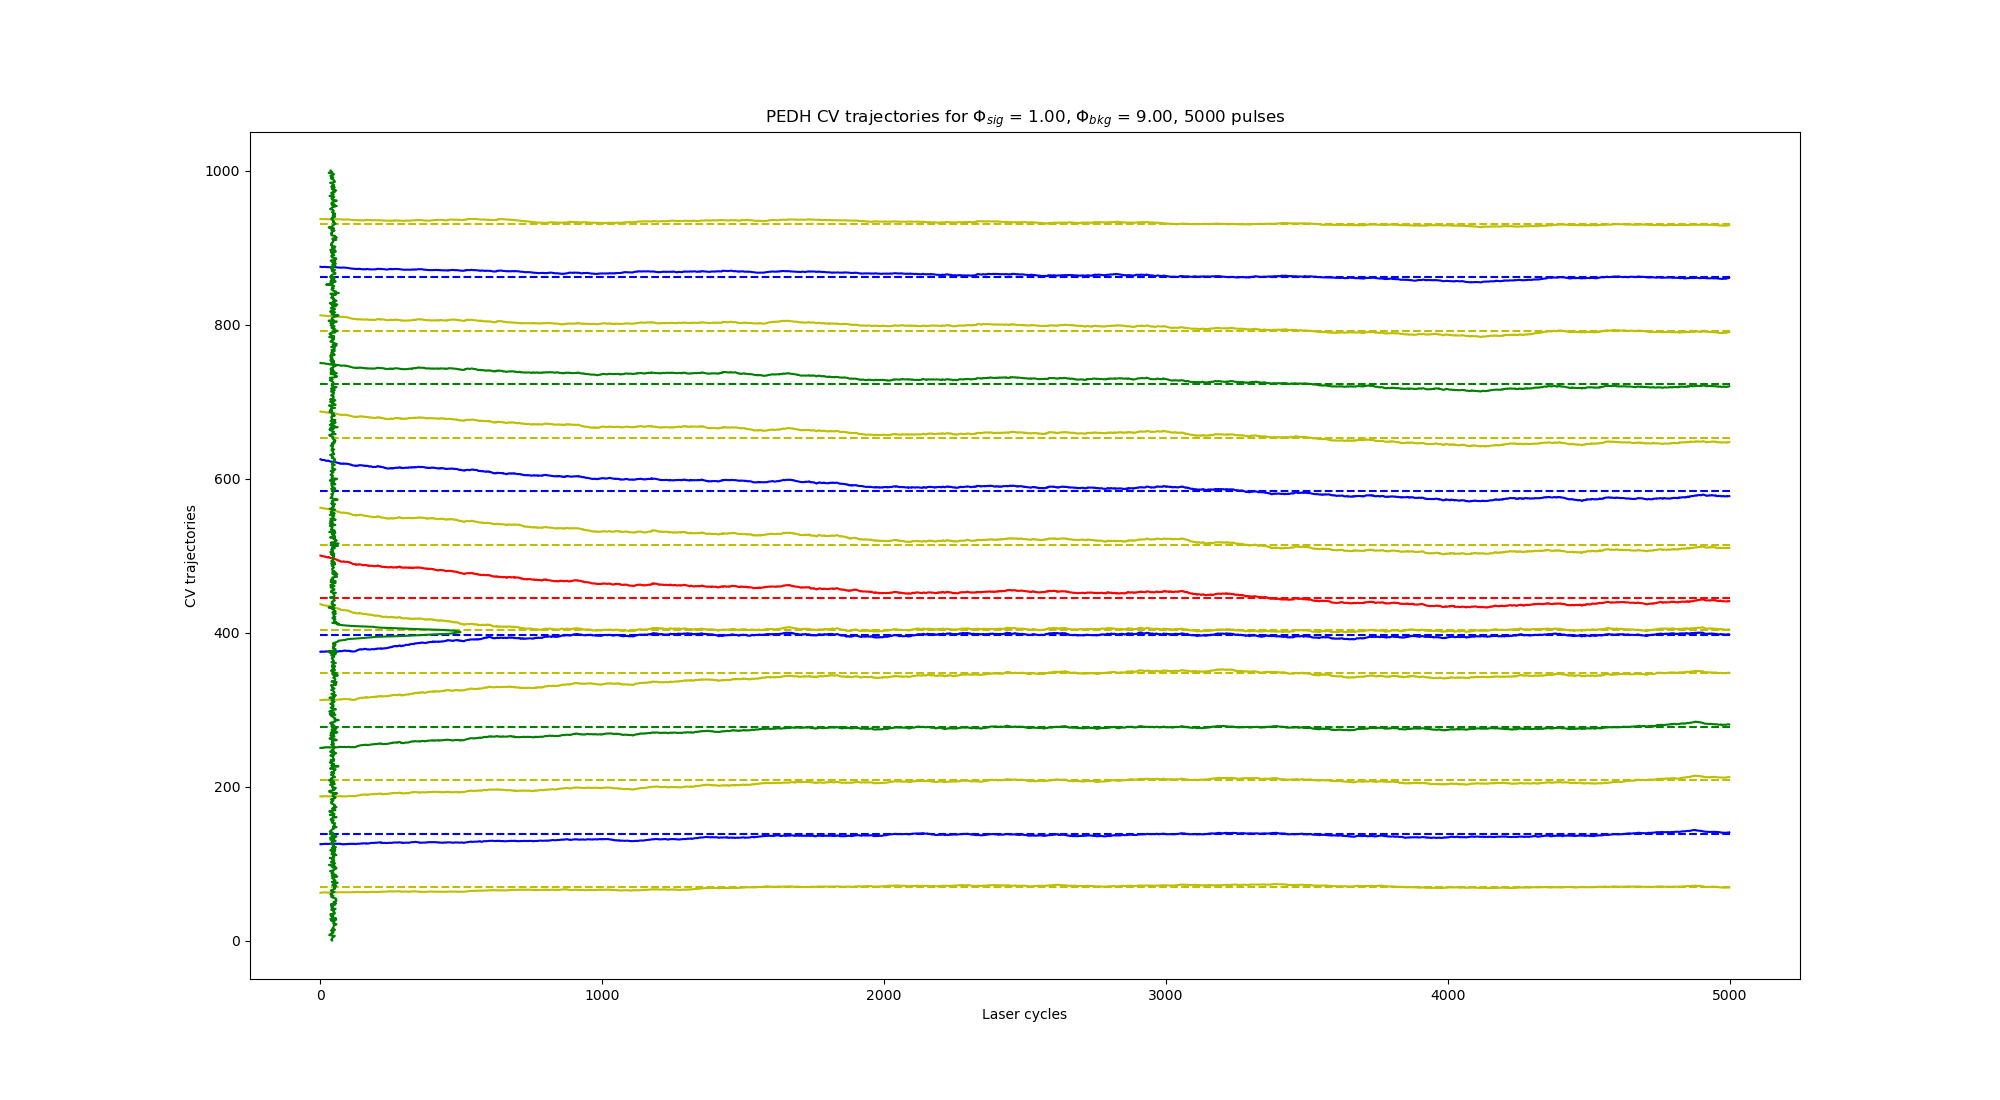 PEDH CV trajectories for Φsig = 1.00, Φbkg = 9.00, 5000 pulses
1000
800
600
400
200
0
CV trajectories
0 1000 2000 3000 4000 5000
Laser cycles